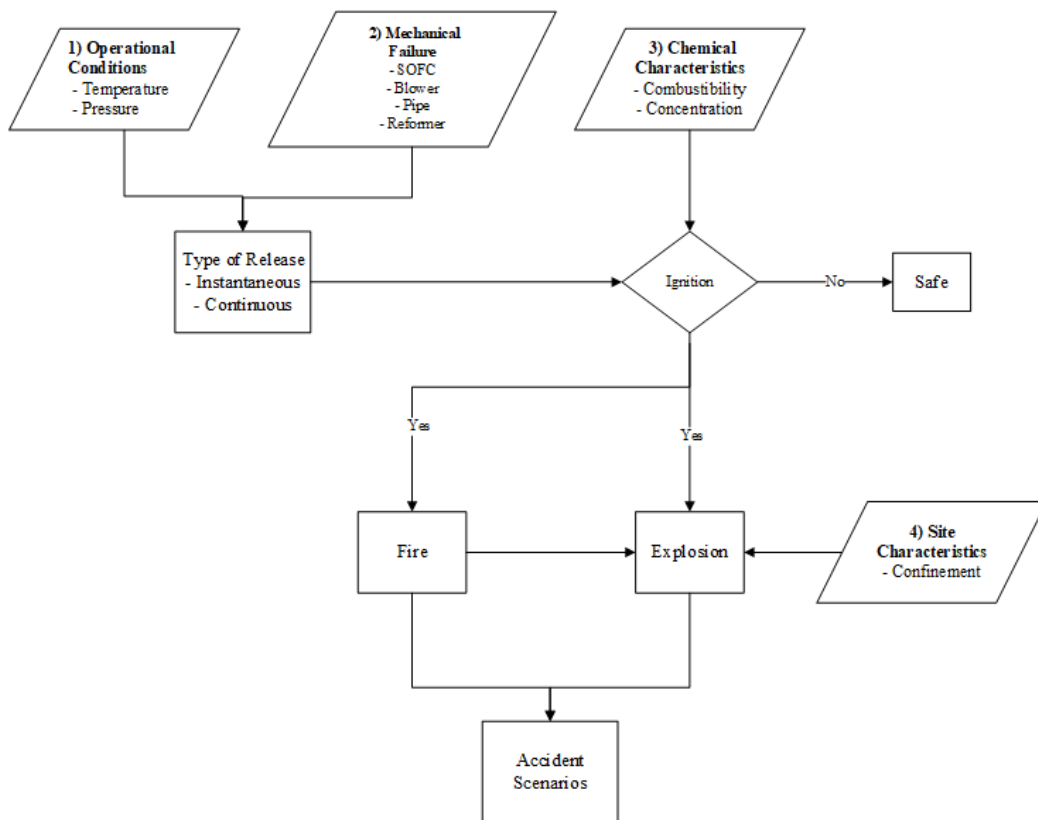 1) Operational
Conditions
- Temperature
- Pressure
2) Mechanical
Failure
- SOFC
- Blower
- Pipe
- Reformer
3) Chemical
Characteristics
- Combustibility
- Concentration
Type of Release
- Instantaneous
- Continuous
Ignition
No
Safe
Yes
Yes
Fire
Explosion
4) Site
Characteristics
- Confinement
Accident
Scenarios